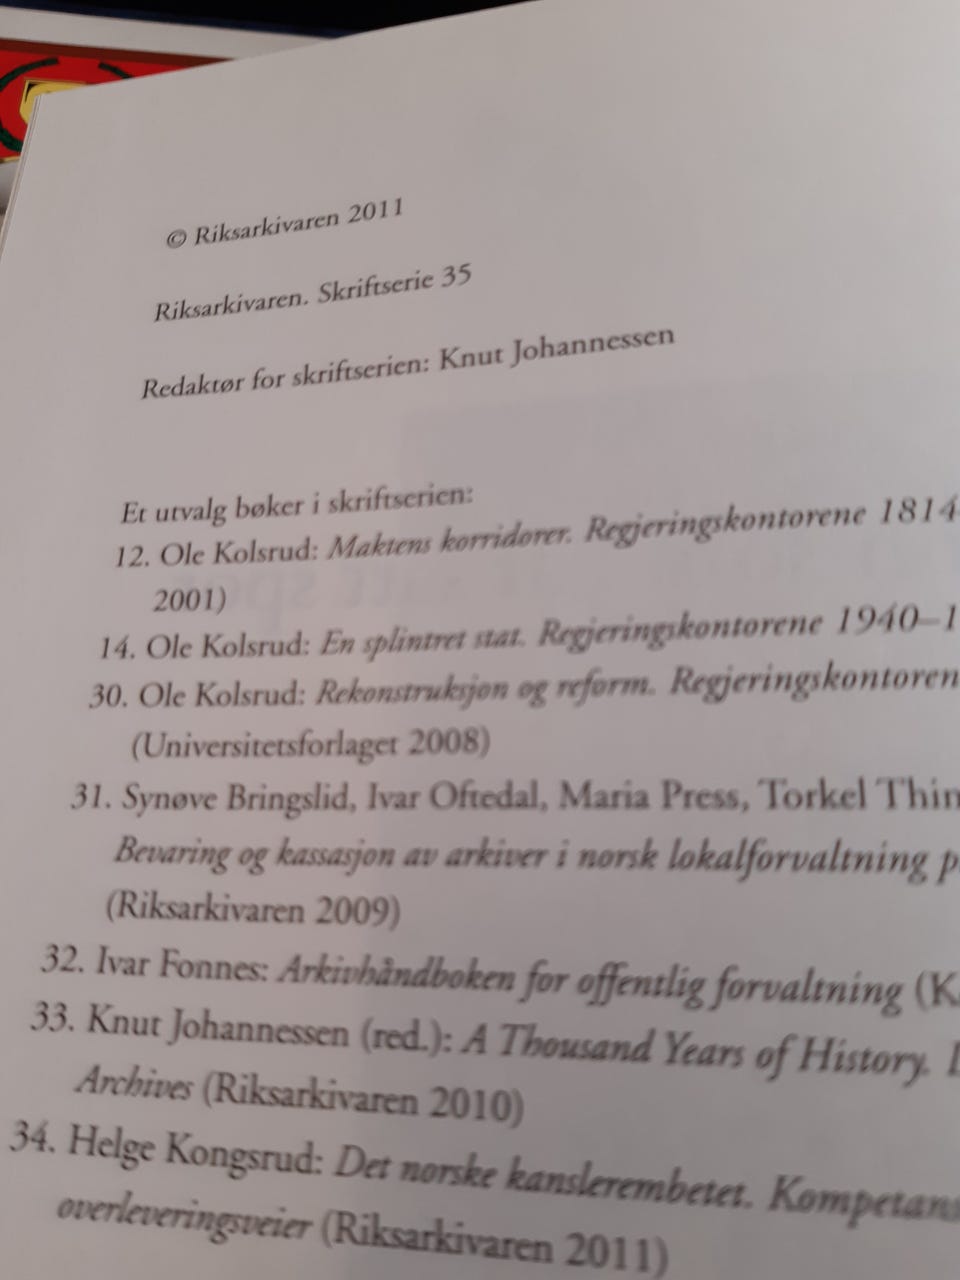 © Riksarkivaren 2011
Riksarkivaren. Skriftserie 35
Redaktør for skriftserien: Knut Johannessen
Et utvalg bøker i skriftserien:
12. Ole Kolsrud: Maktens korridorer. Regjeringskontorene 1814
2001)
14. Ole Kolsrud: En splintret stat. Regjeringskontorene 1940–1
30. Ole Kolsrud: Rekonstruksjon og reform. Regjeringskontoren
(Universitetsforlaget 2008)
31. Synøve Bringslid, Ivar Oftedal, Maria Press, Torkel Thim
Bevaring og kassasjon av arkiver i norsk lokalforvaltning p
(Riksarkivaren 2009)
32. Ivar Fonnes: Arkivhåndboken for offentlig forvaltning (K
33. Knut Johannessen (red.): A Thousand Years of History.
Archives (Riksarkivaren 2010)
34. Helge Kongsrud: Det norske kanslerembetet. Kompetans
overleveringsveier (Riksarkivaren 2011)